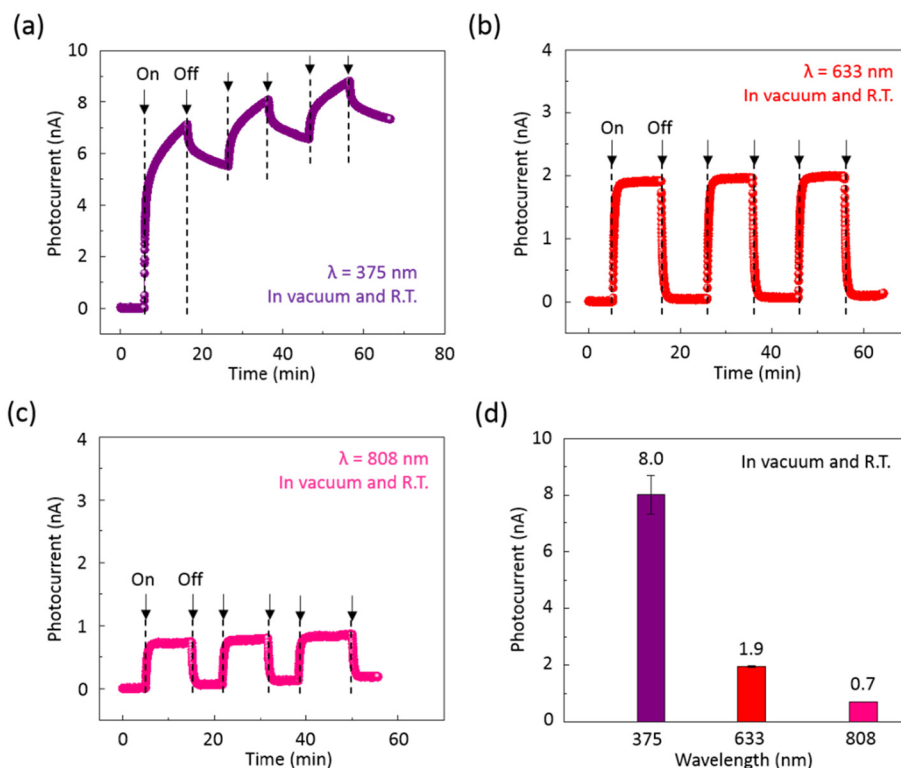 (a)
10
8
6
4
2
0
Photocurrent (nA)
On Off
λ = 375 nm
In vacuum and R.T.
0 20 40 60 80
Time (min)
(b)
4
3
2
1
0
Photocurrent (nA)
λ = 633 nm
In vacuum and R.T.
On Off
0 20 40 60
Time (min)
(c)
4
3
2
1
0
Photocurrent (nA)
λ = 808 nm
In vacuum and R.T.
On Off
0 20 40 60
Time (min)
(d)
10
8
6
4
2
0
Photocurrent (nA)
In vacuum and R.T.
8.0
1.9
0.7
375 633 808
Wavelength (nm)